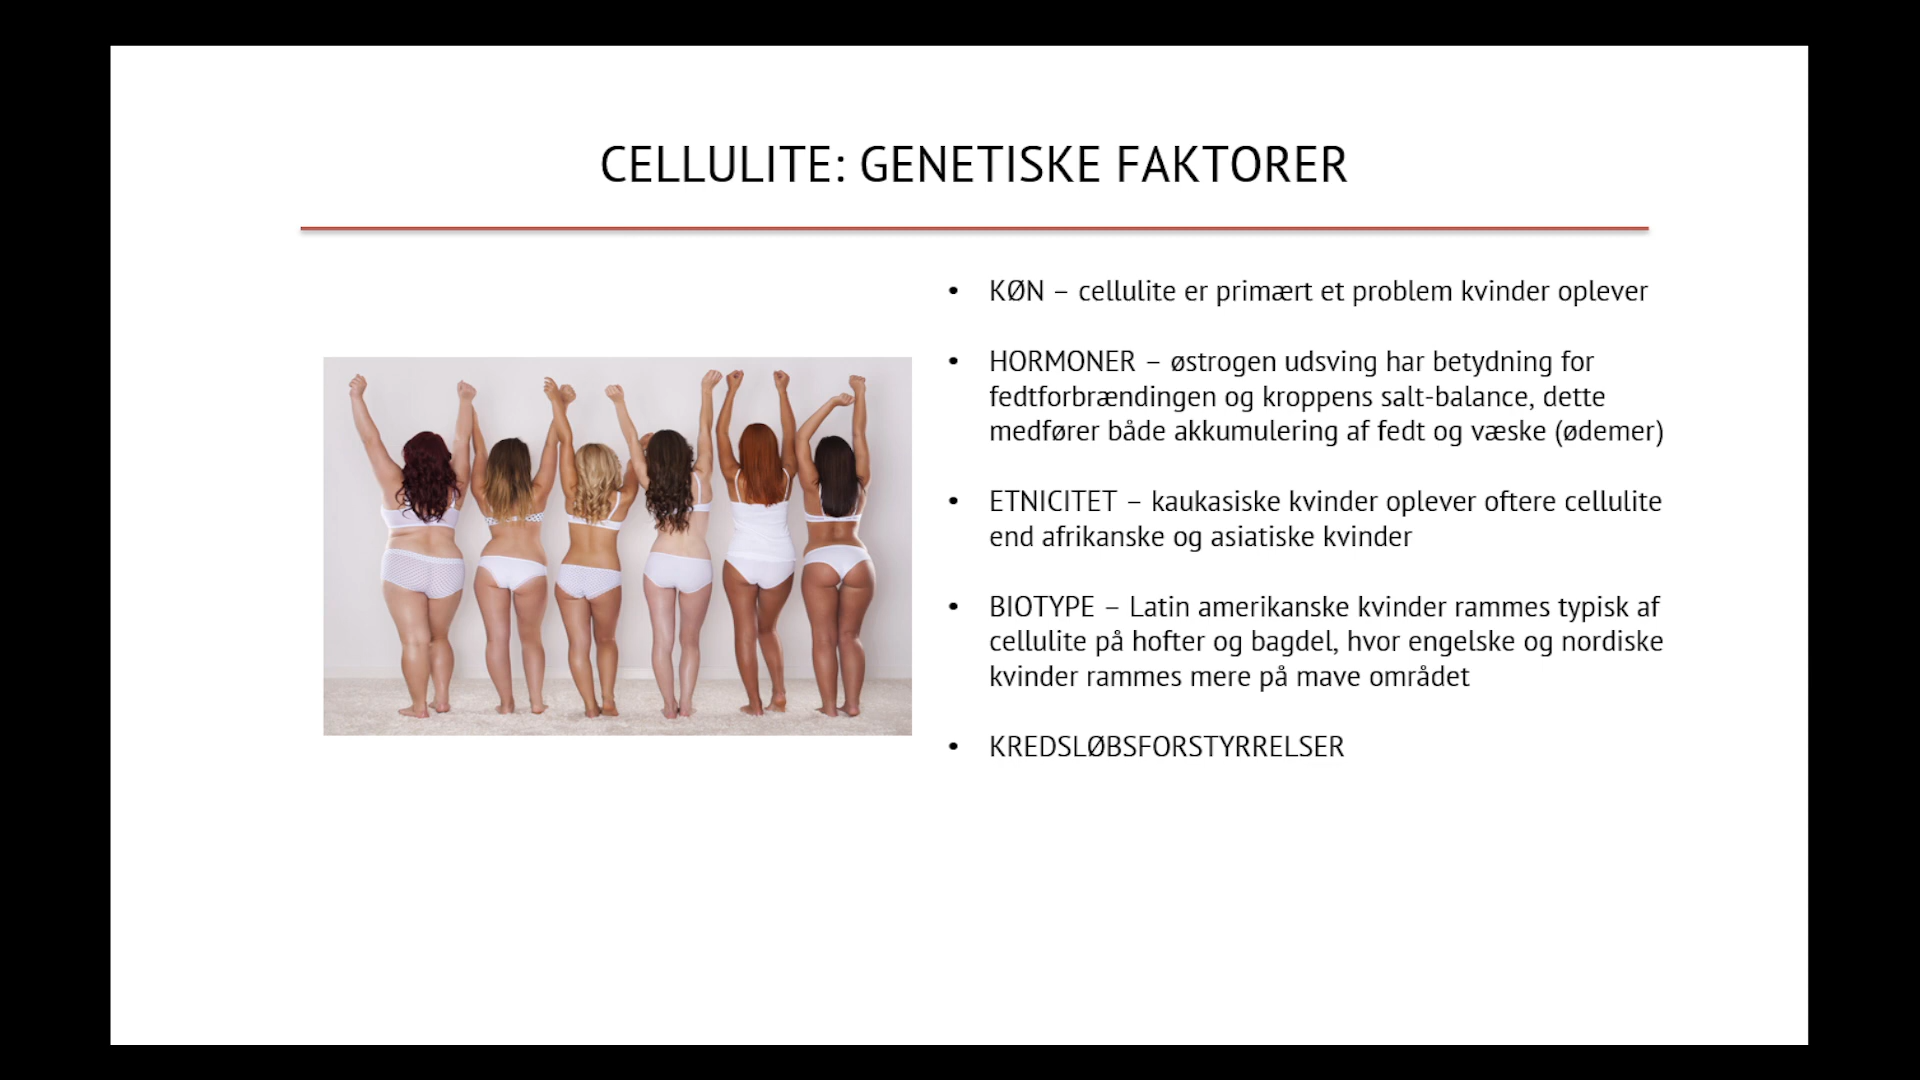 CELLULITE: GENETISKE FAKTORER
• KØN – cellulite er primært et problem kvinder oplever
• HORMONER – østrogen udsving har betydning for
fedtforbrændingen og kroppens salt-balance, dette
medfører både akkumulering af fedt og væske (ødemer)
• ETNICITET – kaukasiske kvinder oplever oftere cellulite
end afrikanske og asiatiske kvinder
• BIOTYPE – Latin amerikanske kvinder rammes typisk af
cellulite på hofter og bagdel, hvor engelske og nordiske
kvinder rammes mere på mave området
• KREDSLØBSFORSTYRRELSER